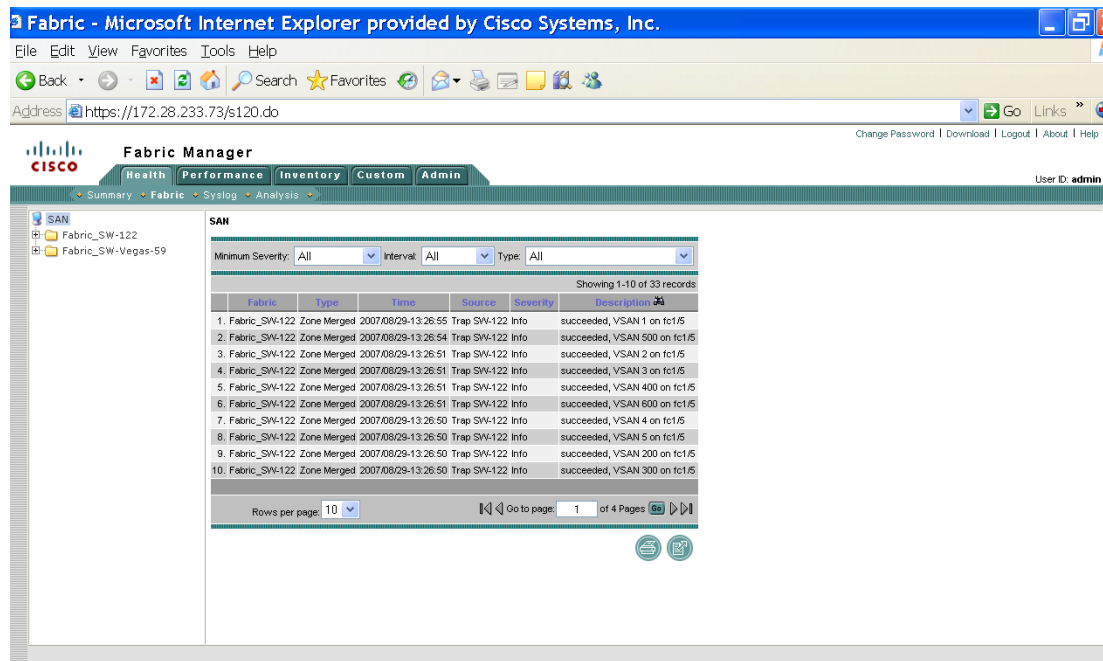 Fabric - Microsoft Internet Explorer provided by Cisco Systems, Inc.
File Edit View Favorites Tools Help
Back Search Favorites
Address https://172.28.233.73/s120.do Go Links »
Change Password | Download | Logout | About | Help
CISCO Fabric Manager
Health Performance Inventory Custom Admin
User ID: admin
Summary Fabric Syslog Analysis
SAN
Fabric_SW-122
Fabric_SW-Vegas-59
SAN
Minimum Severity: All Interval: All Type: All
Showing 1-10 of 33 records
Fabric Type Time Source Severity Description
1. Fabric_SW-122 Zone Merged 2007/08/29-13:26:55 Trap SW-122 Info succeeded, VSAN 1 on fc1/5
2. Fabric_SW-122 Zone Merged 2007/08/29-13:26:54 Trap SW-122 Info succeeded, VSAN 500 on fc1/5
3. Fabric_SW-122 Zone Merged 2007/08/29-13:26:51 Trap SW-122 Info succeeded, VSAN 2 on fc1/5
4. Fabric_SW-122 Zone Merged 2007/08/29-13:26:51 Trap SW-122 Info succeeded, VSAN 3 on fc1/5
5. Fabric_SW-122 Zone Merged 2007/08/29-13:26:51 Trap SW-122 Info succeeded, VSAN 400 on fc1/5
6. Fabric_SW-122 Zone Merged 2007/08/29-13:26:51 Trap SW-122 Info succeeded, VSAN 600 on fc1/5
7. Fabric_SW-122 Zone Merged 2007/08/29-13:26:50 Trap SW-122 Info succeeded, VSAN 4 on fc1/5
8. Fabric_SW-122 Zone Merged 2007/08/29-13:26:50 Trap SW-122 Info succeeded, VSAN 5 on fc1/5
9. Fabric_SW-122 Zone Merged 2007/08/29-13:26:50 Trap SW-122 Info succeeded, VSAN 200 on fc1/5
10. Fabric_SW-122 Zone Merged 2007/08/29-13:26:50 Trap SW-122 Info succeeded, VSAN 300 on fc1/5
Rows per page: 10 Go to page: 1 of 4 Pages Go